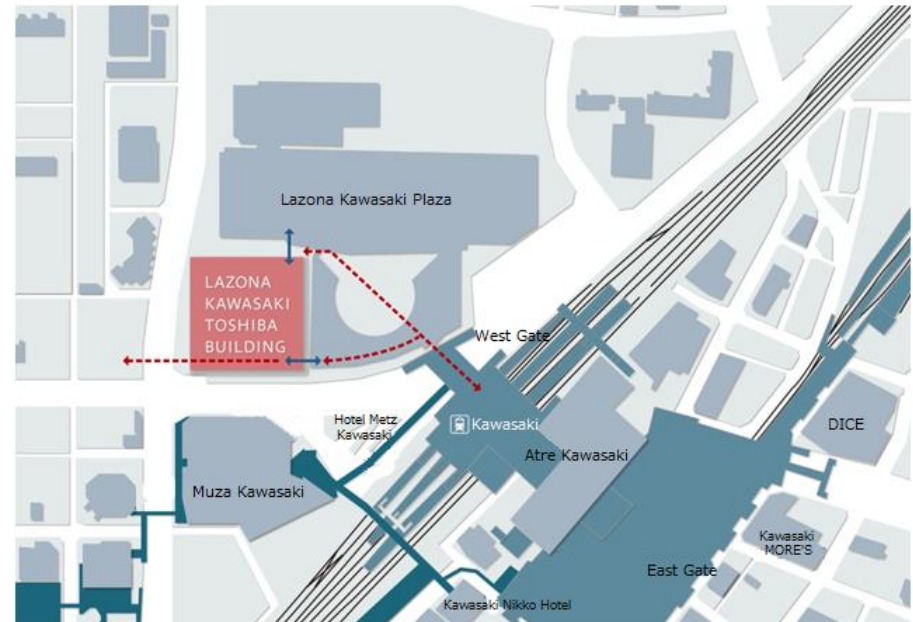 Lazona Kawasaki Plaza
LAZONA
KAWASAKI
TOSHIBA
BUILDING
West Gate
Hotel Metz
Kawasaki
Kawasaki
DICE
Atre Kawasaki
Muza Kawasaki
Kawasaki
MORE'S
East Gate
Kawasaki Nikko Hotel